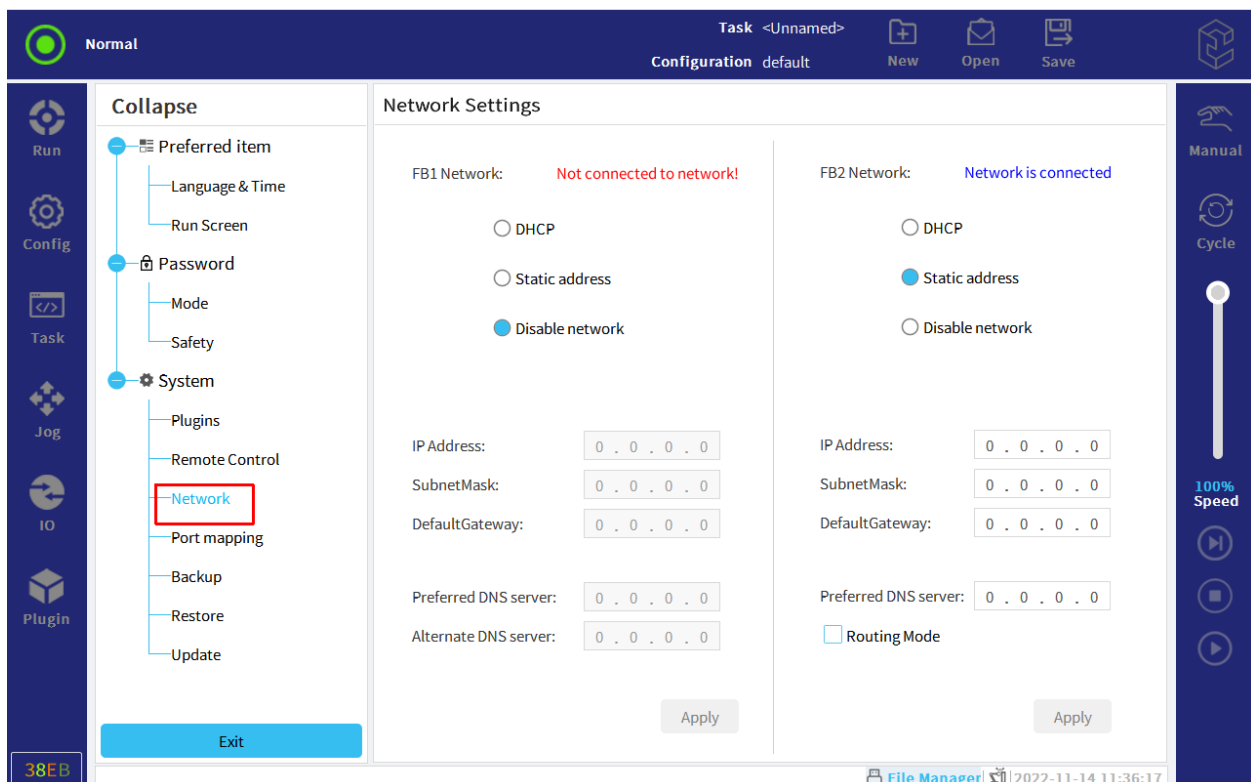 Normal
Task <Unnamed>
Configuration default
New
Open
Save
Run
Config
Task
Jog
IO
Plugin
38EB
Collapse
Preferred item
Language & Time
Run Screen
Password
Mode
Safety
System
Plugins
Remote Control
Network
Port mapping
Backup
Restore
Update
Exit
Network Settings
FB1 Network: Not connected to network!
DHCP
Static address
Disable network
IP Address: 0 . 0 . 0 . 0
SubnetMask: 0 . 0 . 0 . 0
DefaultGateway: 0 . 0 . 0 . 0
Preferred DNS server: 0 . 0 . 0 . 0
Alternate DNS server: 0 . 0 . 0 . 0
Apply
FB2 Network: Network is connected
DHCP
Static address
Disable network
IP Address: 0 . 0 . 0 . 0
SubnetMask: 0 . 0 . 0 . 0
DefaultGateway: 0 . 0 . 0 . 0
Preferred DNS server: 0 . 0 . 0 . 0
Routing Mode
Apply
Manual
Cycle
100%
Speed
File Manager 2022-11-14 11:36:17